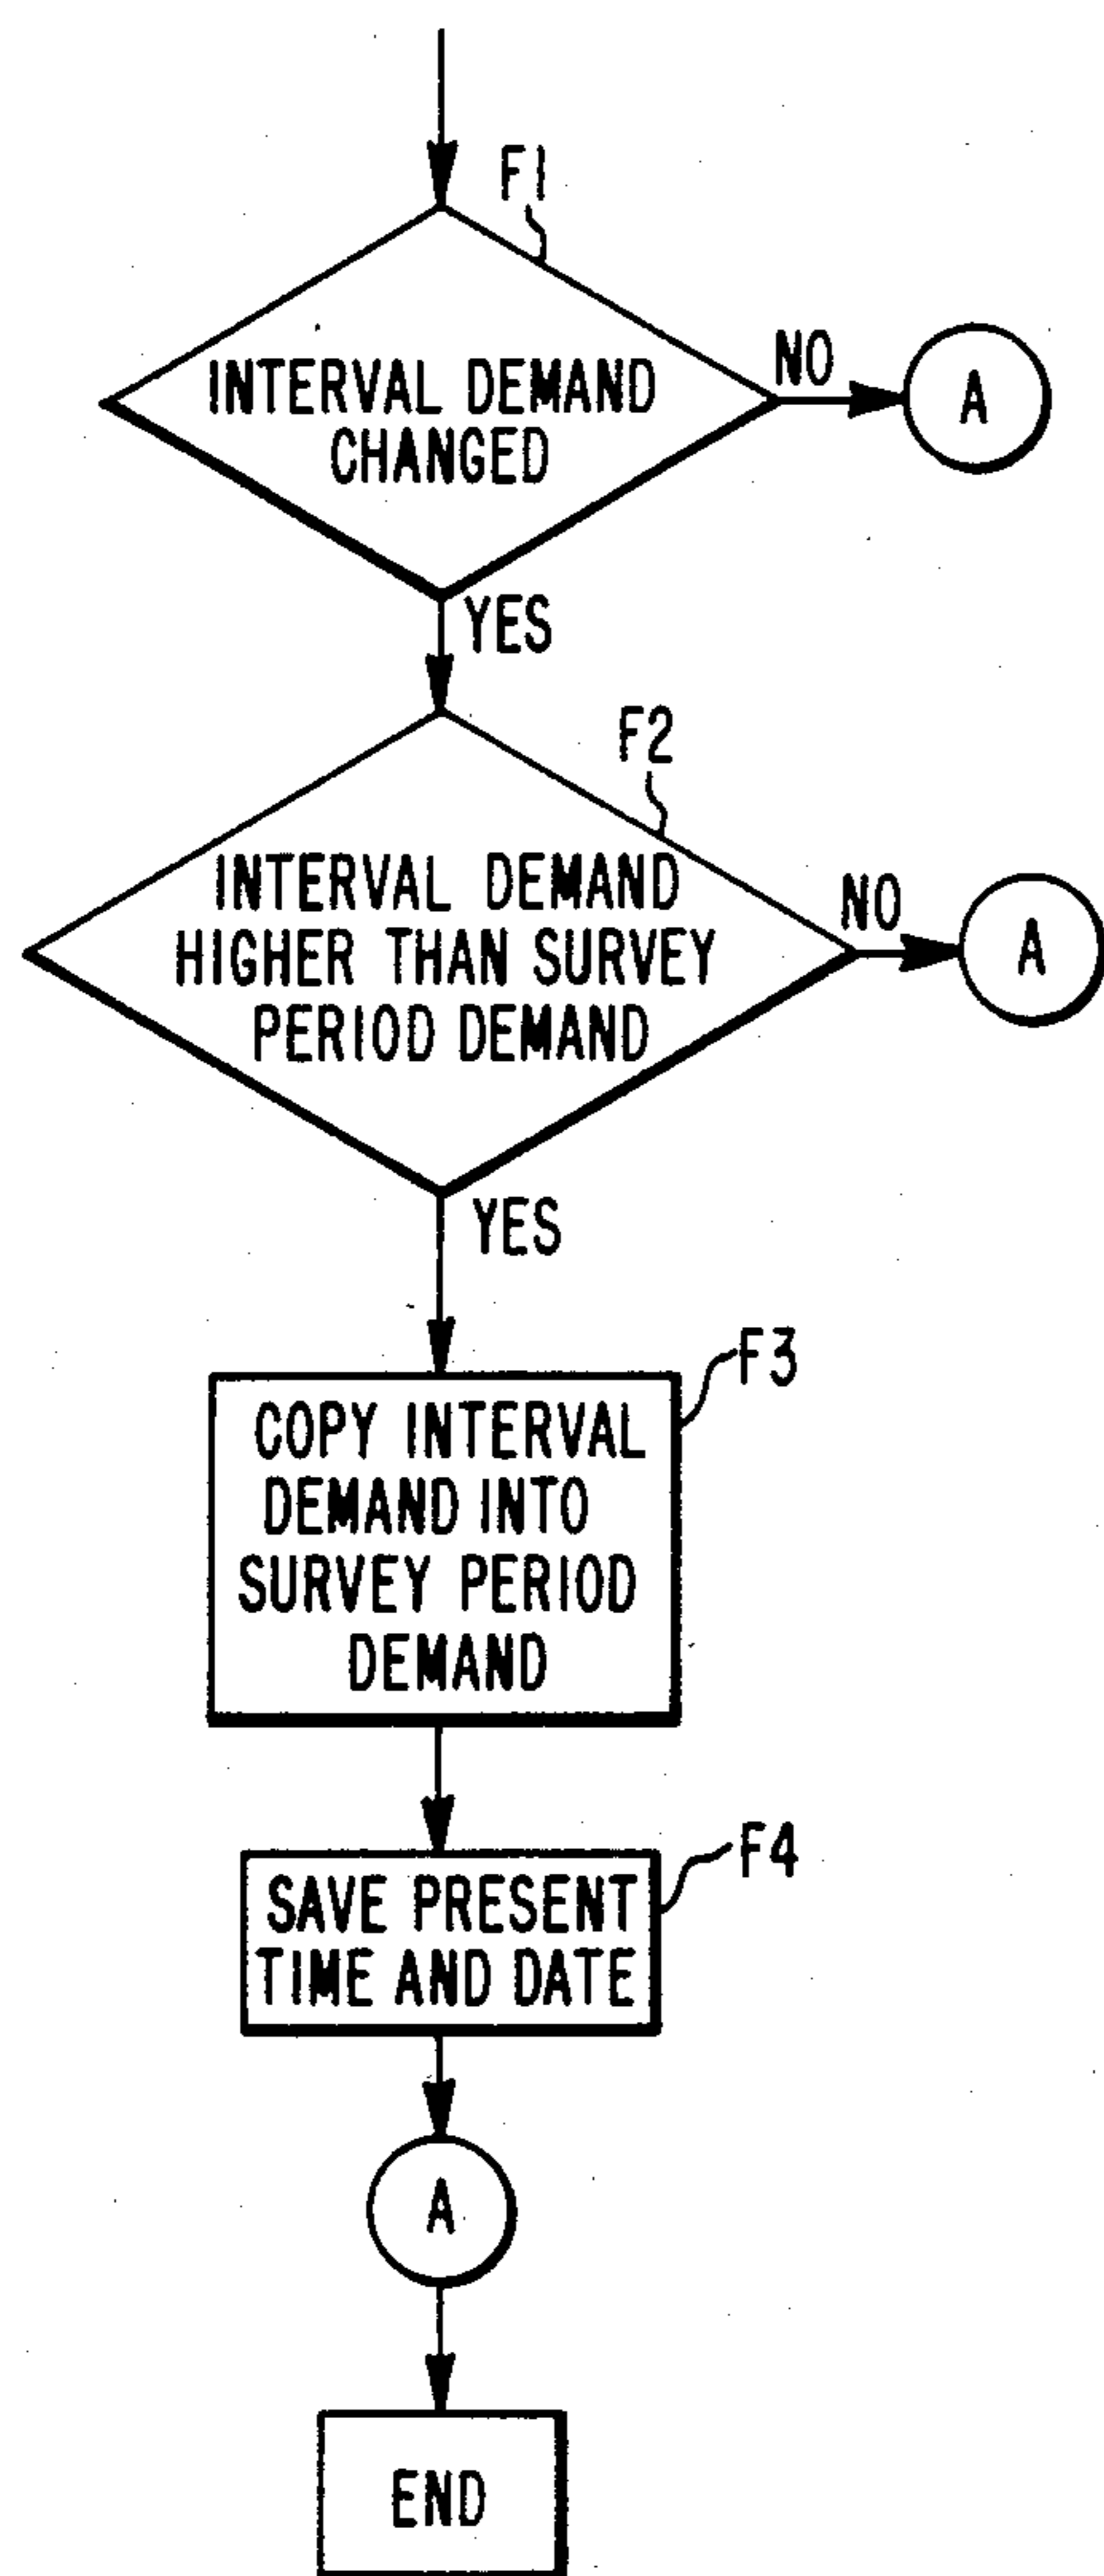 F1
INTERVAL DEMAND
CHANGED
NO
A
YES
F2
INTERVAL DEMAND
HIGHER THAN SURVEY
PERIOD DEMAND
NO
A
YES
F3
COPY INTERVAL
DEMAND INTO
SURVEY PERIOD
DEMAND
F4
SAVE PRESENT
TIME AND DATE
A
END